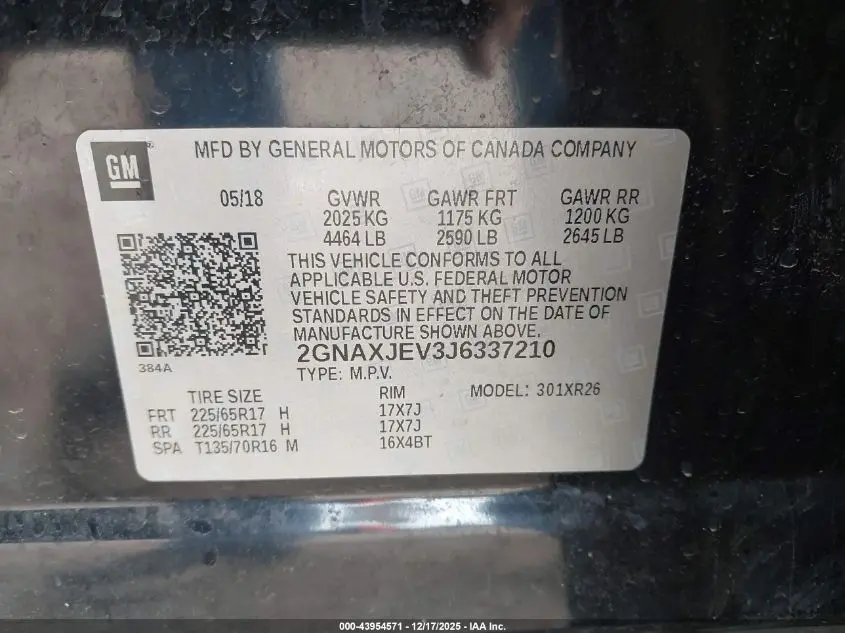 GM
MFD BY GENERAL MOTORS OF CANADA COMPANY
05/18 GVWR GAWR FRT GAWR RR
2025 KG 1175 KG 1200 KG
4464 LB 2590 LB 2645 LB
THIS VEHICLE CONFORMS TO ALL
APPLICABLE U.S. FEDERAL MOTOR
VEHICLE SAFETY AND THEFT PREVENTION
STANDARDS IN EFFECT ON THE DATE OF
MANUFACTURE SHOWN ABOVE.
384A 2GNAXJEV3J6337210
TYPE: M.P.V.
TIRE SIZE RIM MODEL: 301XR26
FRT 225/65R17 H 17X7J
RR 225/65R17 H 17X7J
SPA T135/70R16 M 16X4BT
000-43954571 - 12/17/2025 - IAA Inc.